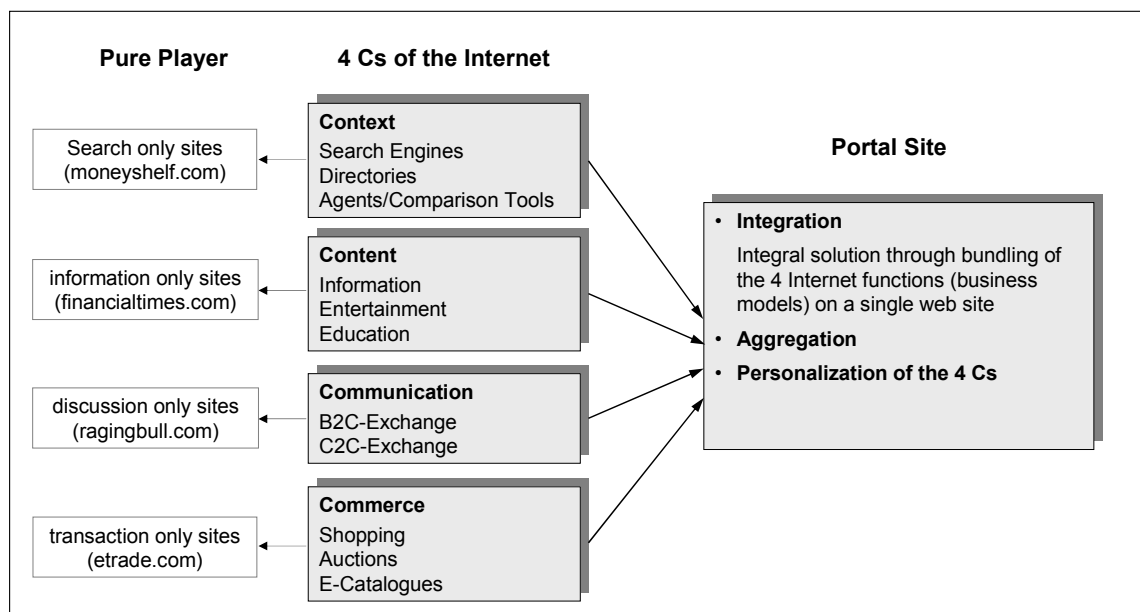 Pure Player
4 Cs of the Internet
Search only sites
(moneyshelf.com)
information only sites
(financialtimes.com)
discussion only sites
(ragingbull.com)
transaction only sites
(etrade.com)
Context
Search Engines
Directories
Agents/Comparison Tools
Content
Information
Entertainment
Education
Communication
B2C-Exchange
C2C-Exchange
Commerce
Shopping
Auctions
E-Catalogues
Portal Site
• Integration
Integral solution through bundling of
the 4 Internet functions (business
models) on a single web site
• Aggregation
• Personalization of the 4 Cs